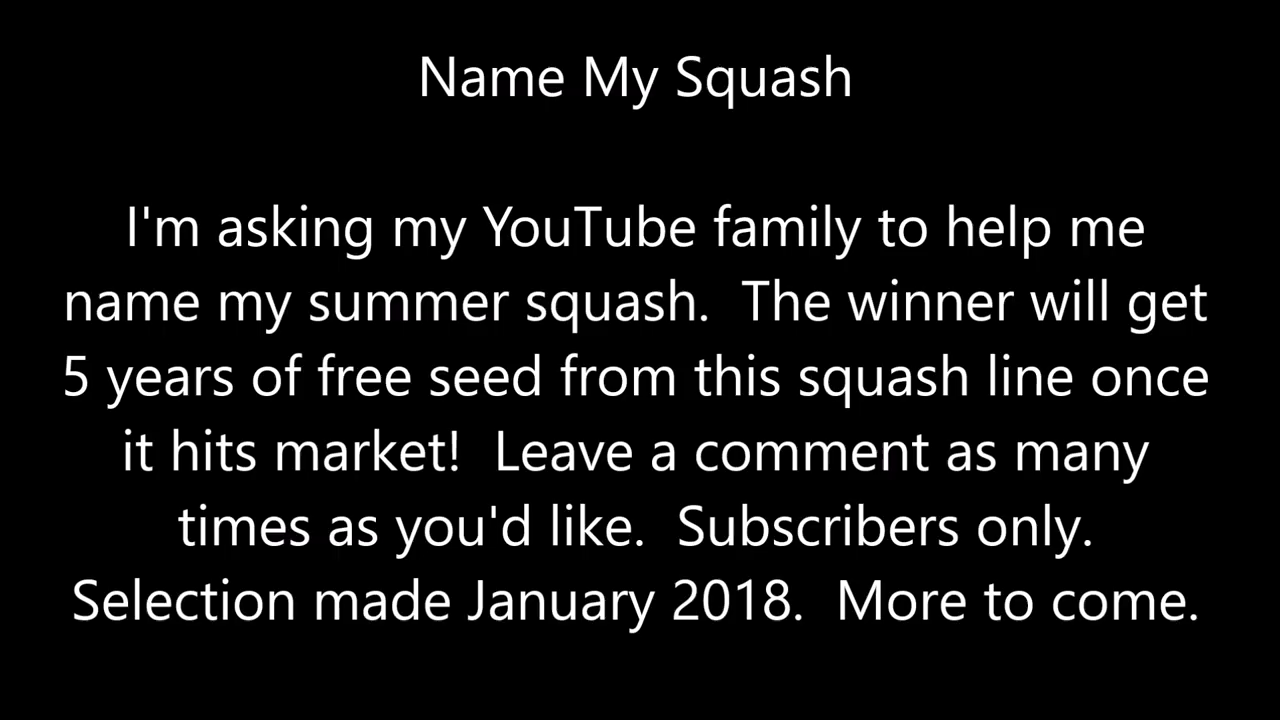 Name My Squash
I'm asking my YouTube family to help me
name my summer squash.  The winner will get
5 years of free seed from this squash line once
it hits market!  Leave a comment as many
times as you'd like.  Subscribers only.
Selection made January 2018.  More to come.